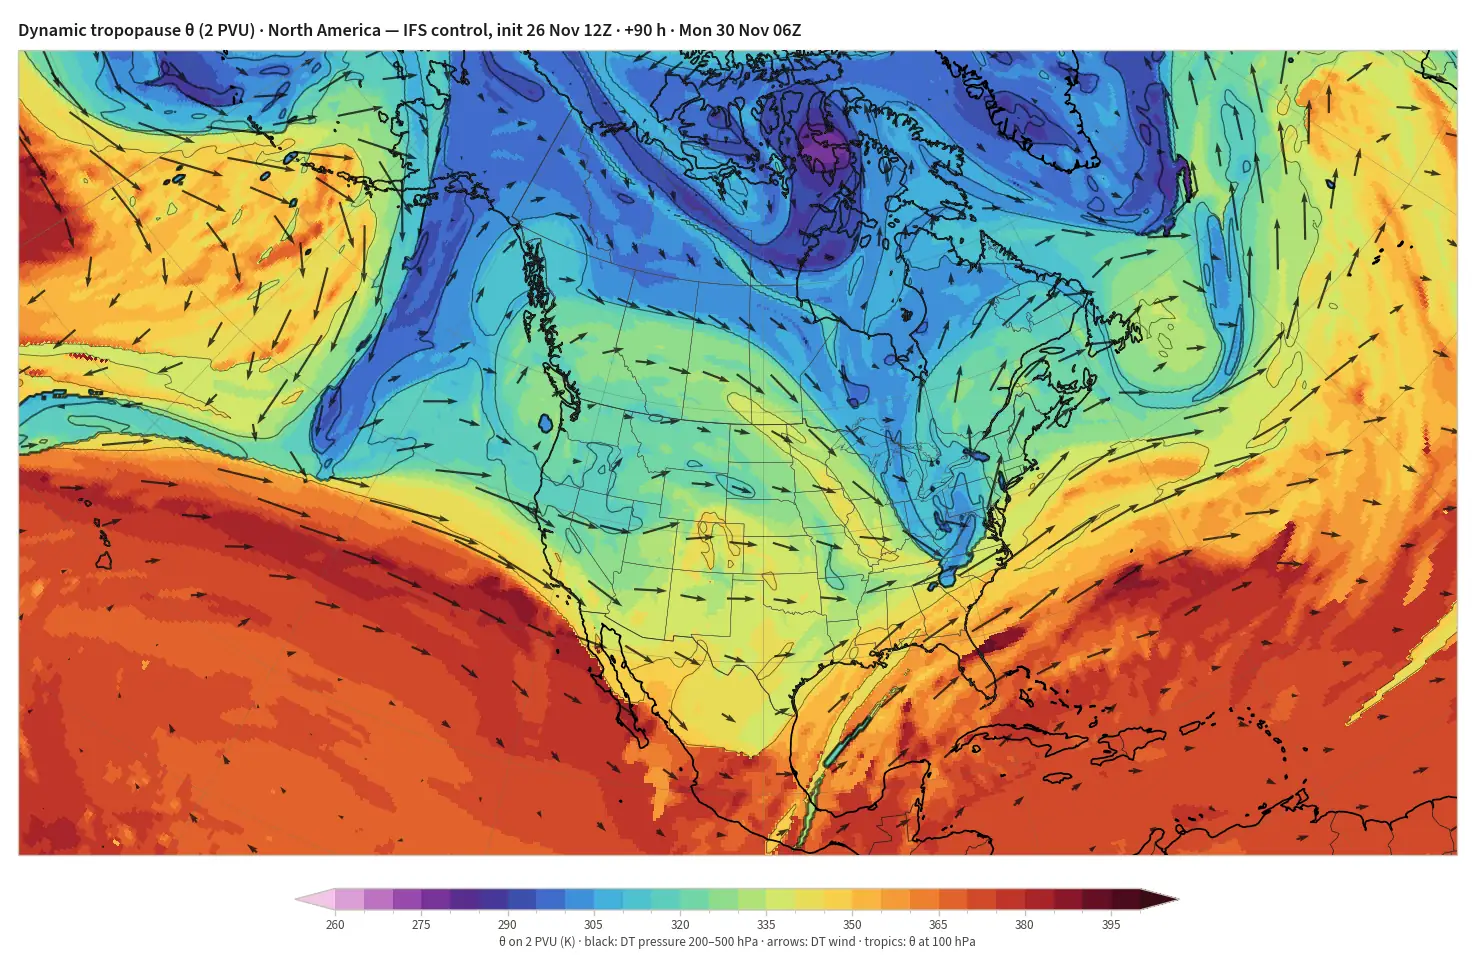 Dynamic tropopause θ (2 PVU) · North America — IFS control, init 26 Nov 12Z · +90 h · Mon 30 Nov 06Z
260 275 290 305 320 335 350 365 380 395
θ on 2 PVU (K) · black: DT pressure 200–500 hPa · arrows: DT wind · tropics: θ at 100 hPa